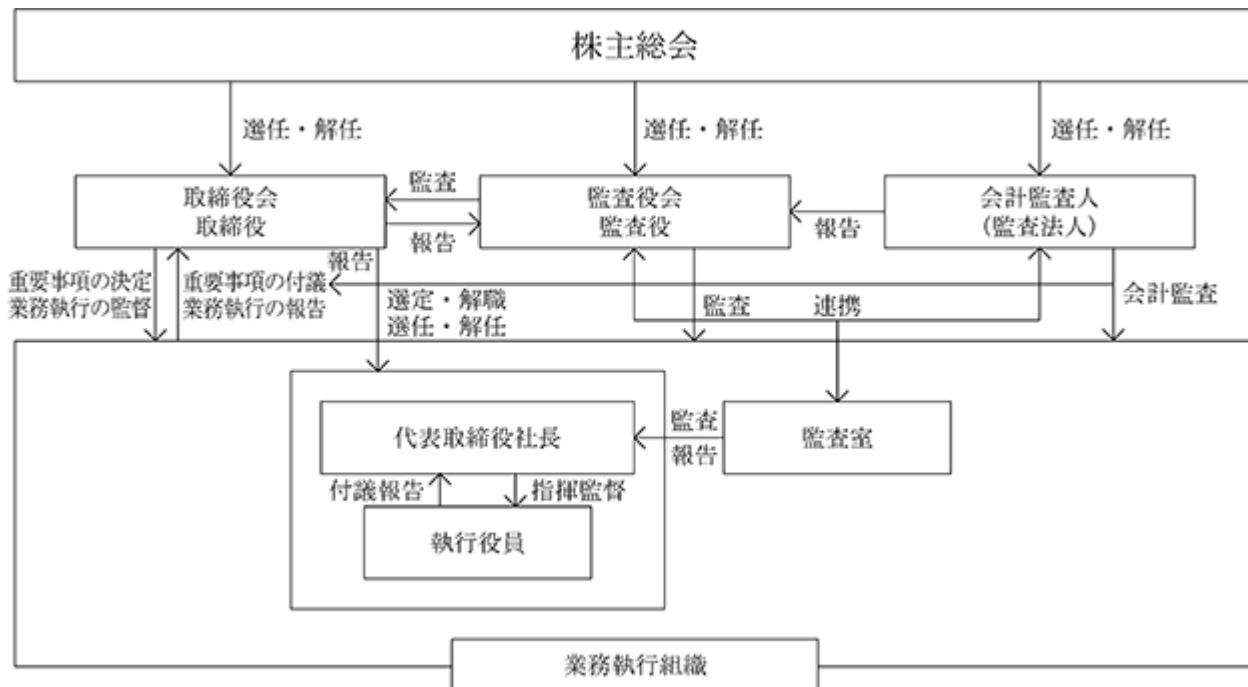 株主総会
選任・解任
選任・解任
選任・解任
取締役会
取締役
監査
報告
監査役会
監査役
報告
会計監査人
（監査法人）
重要事項の決定
業務執行の監督
重要事項の付議
業務執行の報告
報告
選定・解職
選任・解任
監査
連携
会計監査
代表取締役社長
監査
報告
監査室
付議報告
指揮監督
執行役員
業務執行組織